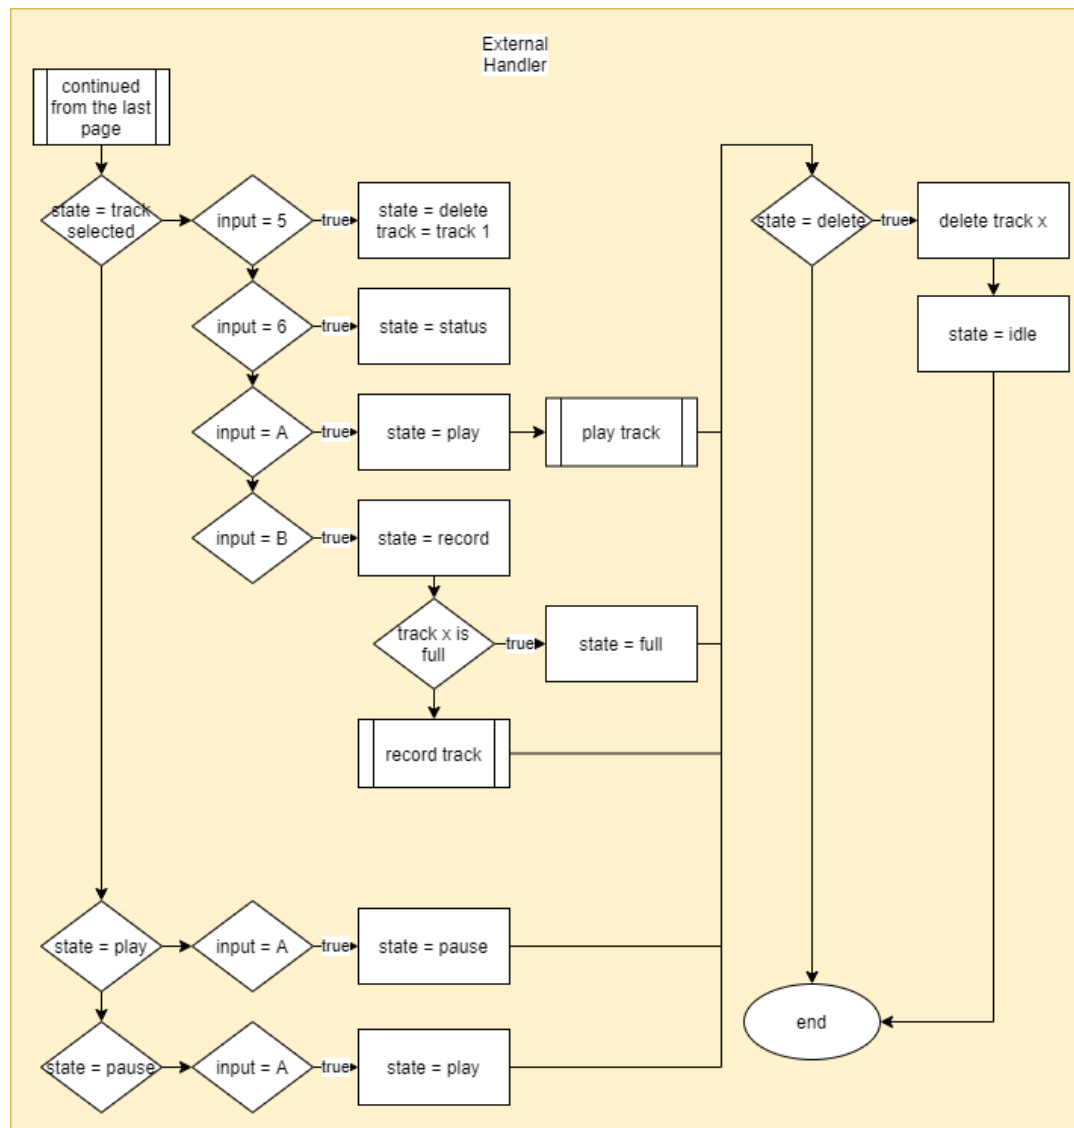 External
Handler
continued
from the last
page
state = track
selected
input = 5
true
state = delete
track = track 1
state = delete
true
delete track x
input = 6
true
state = status
state = idle
input = A
true
state = play
play track
input = B
true
state = record
track x is
full
true
state = full
record track
state = play
input = A
true
state = pause
end
state = pause
input = A
true
state = play